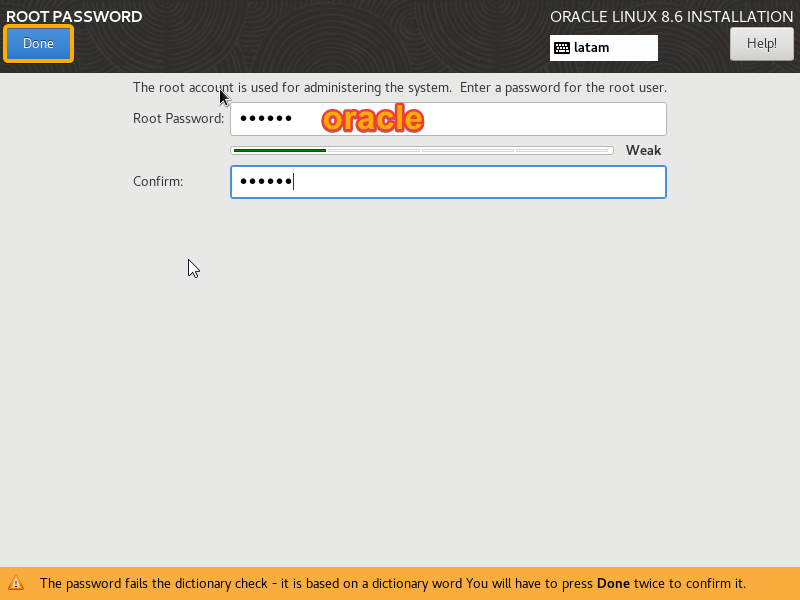 ROOT PASSWORD
ORACLE LINUX 8.6 INSTALLATION
Done
latam
Help!
The root account is used for administering the system.  Enter a password for the root user.
Root Password: •••••• oracle
Weak
Confirm: ••••••
The password fails the dictionary check - it is based on a dictionary word You will have to press Done twice to confirm it.